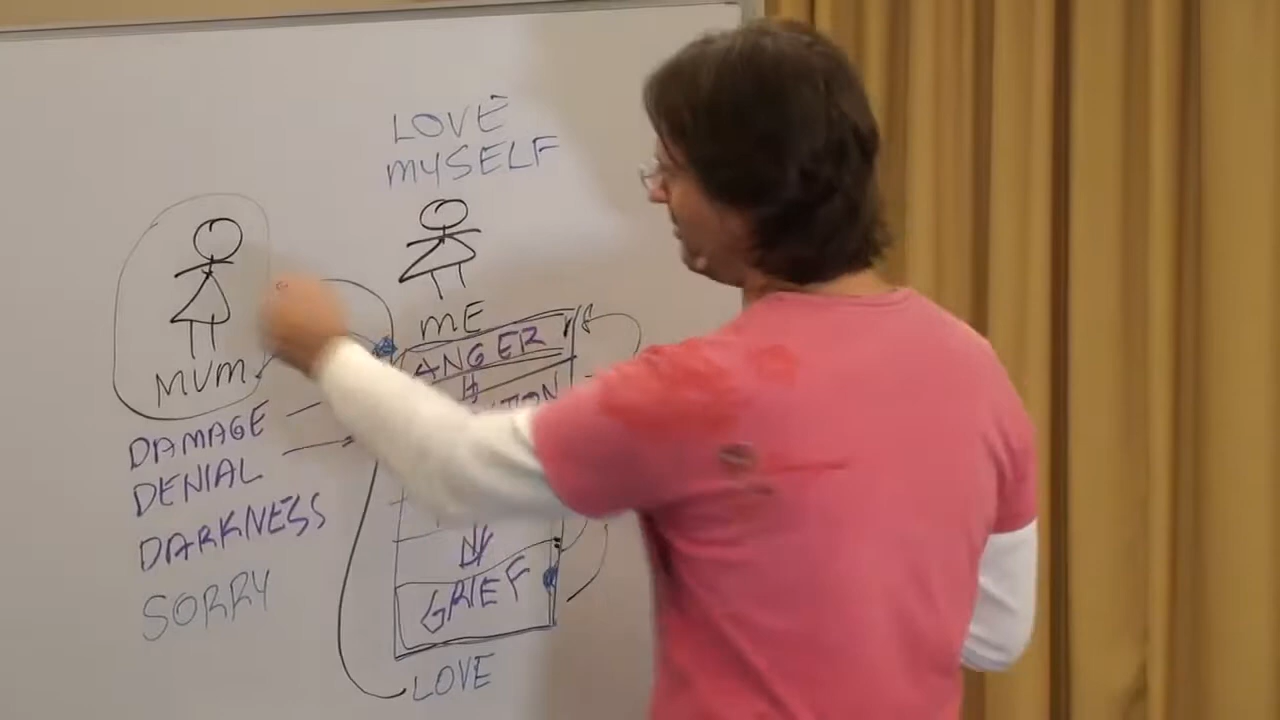 LOVE
MYSELF
MUM
ME
ANGER
DAMAGE
DENIAL
DARKNESS
SORRY
GRIEF
LOVE